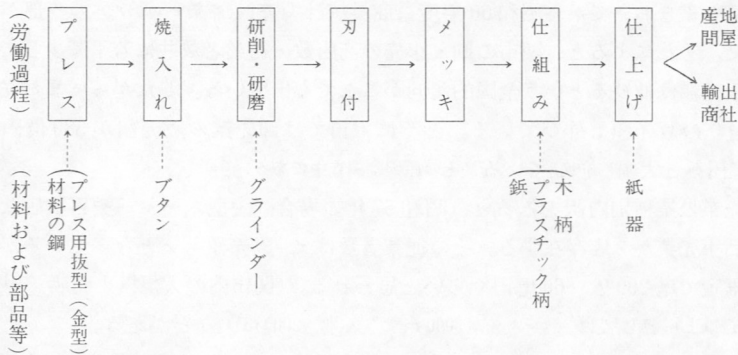 (労働過程)
プレス
焼入れ
研削・研磨
刃付
メッキ
仕組み
仕上げ
産地
問屋
輸出
商社
(材料および部品等)
プレス用抜型(金型)
材料の鋼
ブタン
グラインダー
木柄
プラスチック柄
鋲
紙器